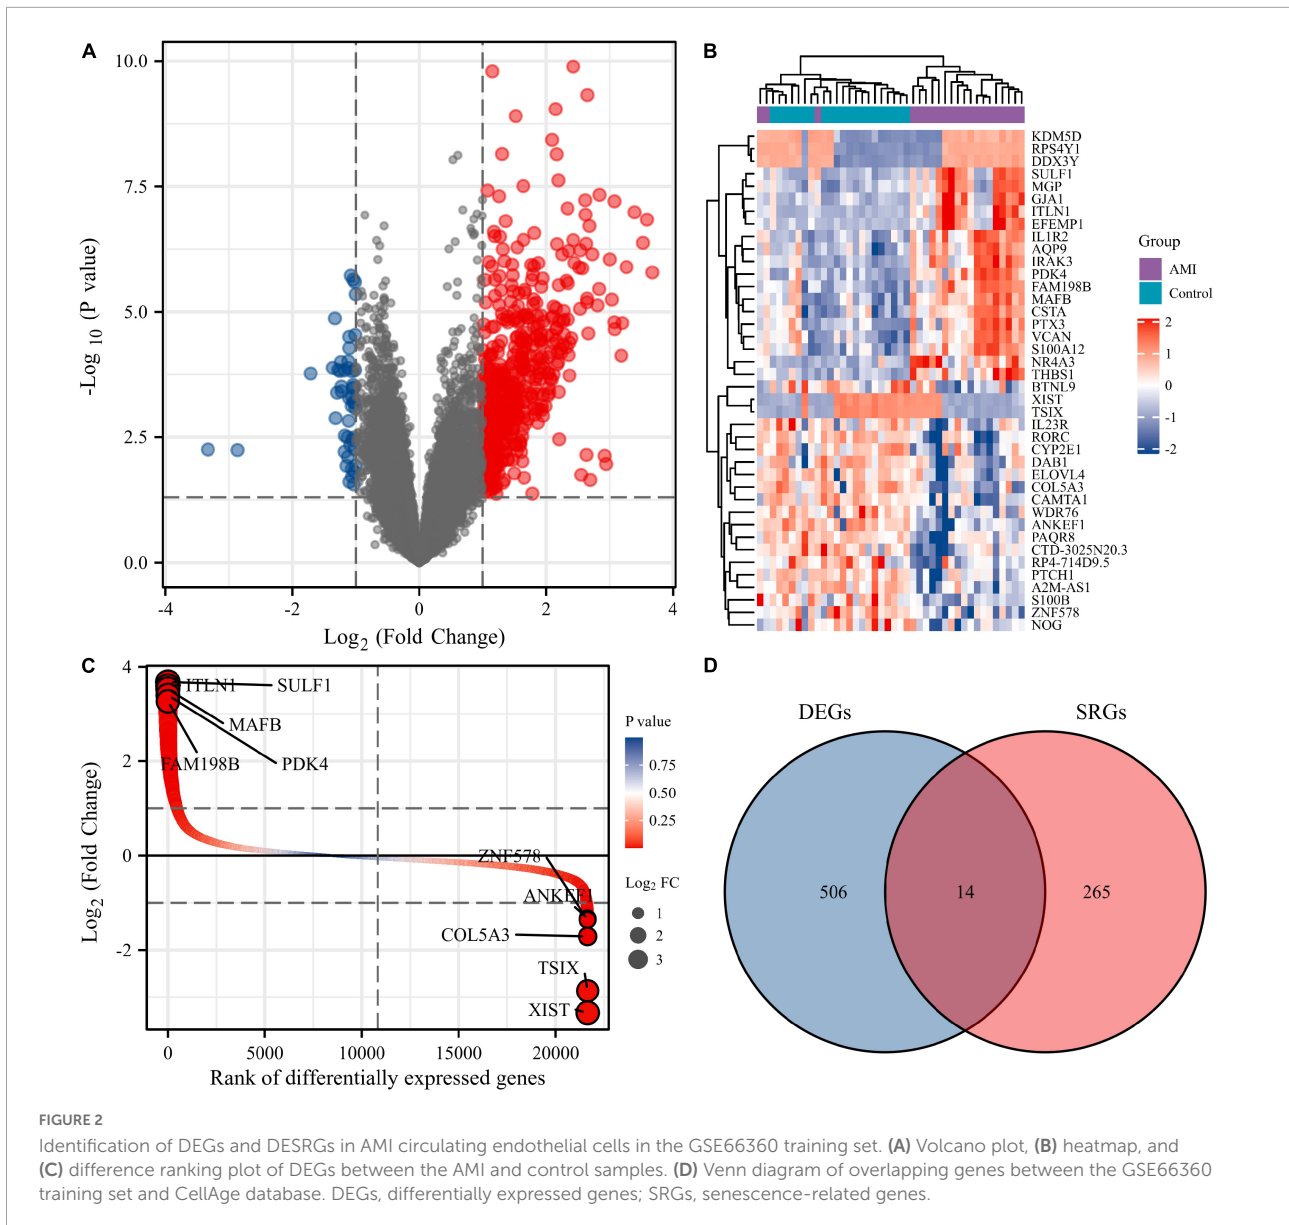 A
10.0
7.5
5.0
2.5
0.0
-Log 10 (P value)
-4 -2 0 2 4
Log2 (Fold Change)
B
KDM5D
RPS4Y1
DDX3Y
SULF1
MGP
GJA1
ITLN1
EFEMP1
IL1R2
AQP9
IRAK3
PDK4
FAM198B
MAFB
CSTA
PTX3
VCAN
S100A12
NR4A3
THBS1
BTNL9
XIST
TSIX
IL23R
RORC
CYP2E1
DAB1
ELOVL4
COL5A3
CAMTA1
WDR76
ANKEF1
PAQR8
CTD-3025N20.3
RP4-714D9.5
PTCH1
A2M-AS1
S100B
ZNF578
NOG
Group
AMI
Control
2
1
0
-1
-2
C
4
2
0
-2
Log2 (Fold Change)
ITLN1 SULF1
MAFB
FAM198B PDK4
ZNF578
ANKEF1
COL5A3
TSIX
XIST
0 5000 10000 15000 20000
Rank of differentially expressed genes
P value
0.75
0.50
0.25
Log2 FC
1
2
3
D
DEGs SRGs
506 14 265
FIGURE 2
Identification of DEGs and DESRGs in AMI circulating endothelial cells in the GSE66360 training set. (A) Volcano plot, (B) heatmap, and
(C) difference ranking plot of DEGs between the AMI and control samples. (D) Venn diagram of overlapping genes between the GSE66360
training set and CellAge database. DEGs, differentially expressed genes; SRGs, senescence-related genes.